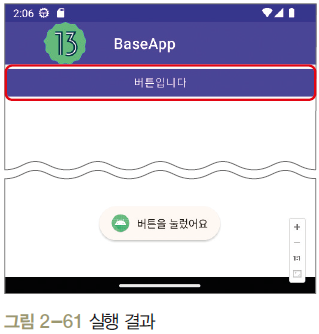 2:06
13 BaseApp
버튼입니다
버튼을 눌렀어요
1:1
그림 2-61 실행 결과